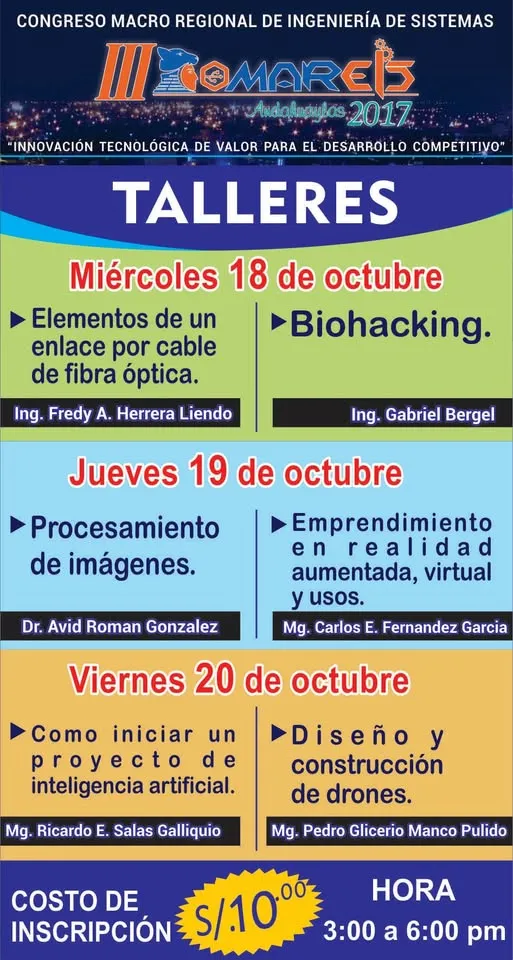 CONGRESO MACRO REGIONAL DE INGENIERÍA DE SISTEMAS
III COMAREIS
Andahuaylas 2017
“INNOVACIÓN TECNOLÓGICA DE VALOR PARA EL DESARROLLO COMPETITIVO”
TALLERES
Miércoles 18 de octubre
Elementos de un
enlace por cable
de fibra óptica.
Ing. Fredy A. Herrera Liendo
Biohacking.
Ing. Gabriel Bergel
Jueves 19 de octubre
Procesamiento
de imágenes.
Dr. Avid Roman Gonzalez
Emprendimiento
en realidad
aumentada, virtual
y usos.
Mg. Carlos E. Fernandez Garcia
Viernes 20 de octubre
Como iniciar un
proyecto de
inteligencia artificial.
Mg. Ricardo E. Salas Galliquio
Diseño y
construcción
de drones.
Mg. Pedro Glicerio Manco Pulido
COSTO DE
INSCRIPCIÓN
S/.10.00
HORA
3:00 a 6:00 pm